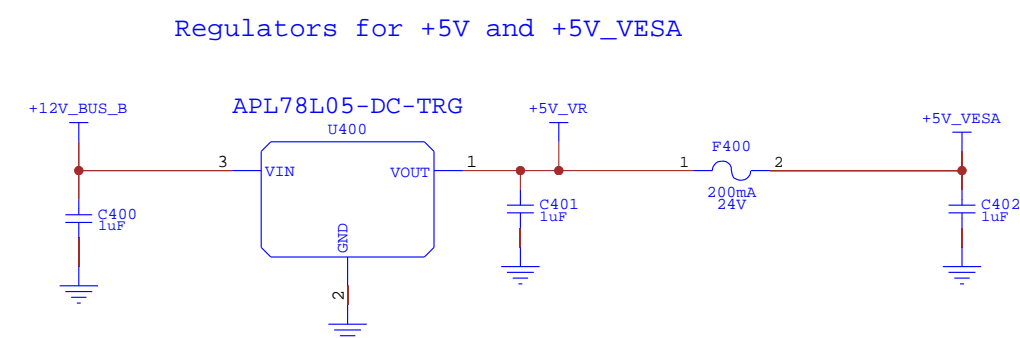 Regulators for +5V and +5V_VESA
+12V_BUS_B
APL78L05-DC-TRG
U400
+5V_VR
+5V_VESA
F400
3
VIN
VOUT
1
1
2
200mA
24V
C400
1uF
C401
1uF
C402
1uF
GND
2